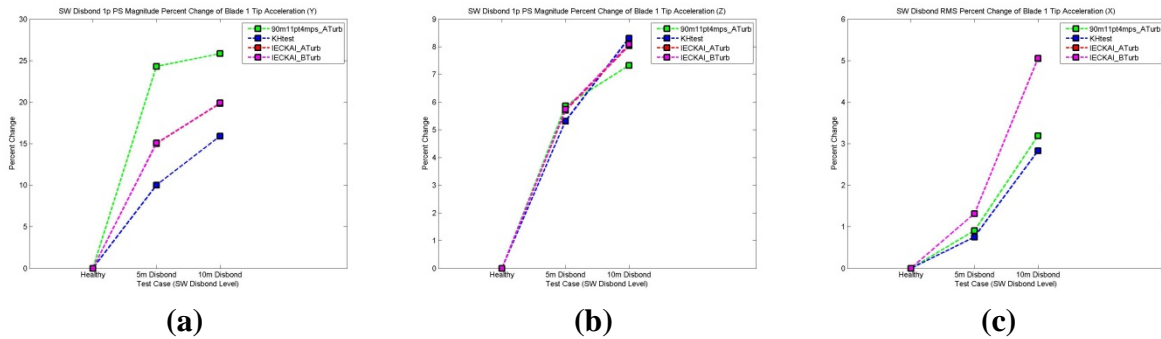 SW Disbond 1p PS Magnitude Percent Change of Blade 1 Tip Acceleration (Y)
30
25
20
15
10
5
0
Percent Change
90m11pt4mps_ATurb
KHtest
IECKAI_ATurb
IECKAI_BTurb
Healthy
5m Disbond
10m Disbond
Test Case (SW Disbond Level)
(a)
SW Disbond 1p PS Magnitude Percent Change of Blade 1 Tip Acceleration (Z)
9
8
7
6
5
4
3
2
1
0
Percent Change
90m11pt4mps_ATurb
KHtest
IECKAI_ATurb
IECKAI_BTurb
Healthy
5m Disbond
10m Disbond
Test Case (SW Disbond Level)
(b)
SW Disbond RMS Percent Change of Blade 1 Tip Acceleration (X)
6
5
4
3
2
1
0
Percent Change
90m11pt4mps_ATurb
KHtest
IECKAI_ATurb
IECKAI_BTurb
Healthy
5m Disbond
10m Disbond
Test Case (SW Disbond Level)
(c)